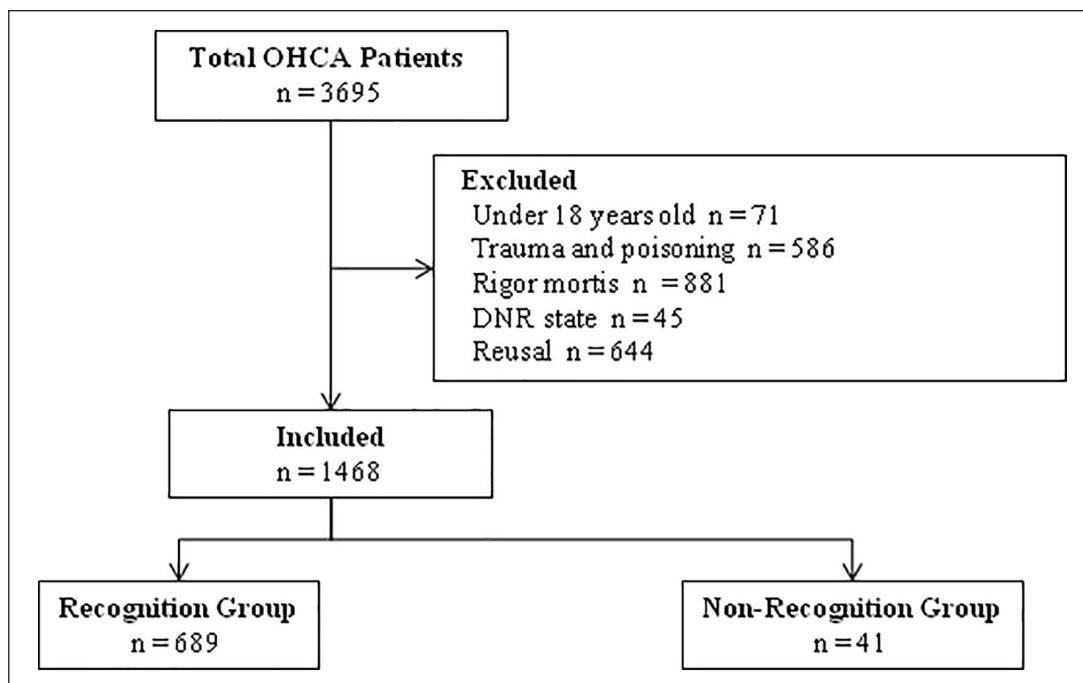 Total OHCA Patients
n = 3695
Excluded
Under 18 years old n = 71
Trauma and poisoning n = 586
Rigor mortis n = 881
DNR state n = 45
Reusal n = 644
Included
n = 1468
Recognition Group
n = 689
Non-Recognition Group
n = 41